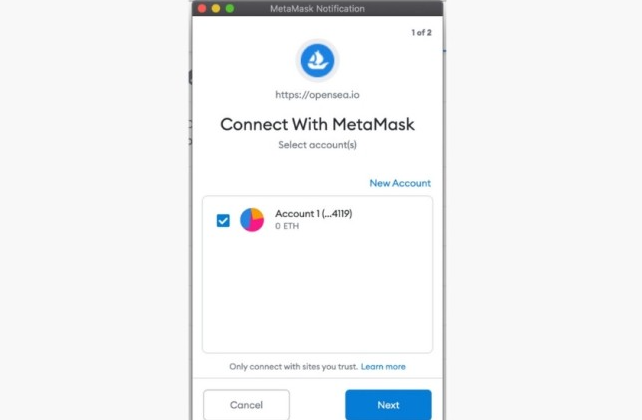 MetaMask Notification
1 of 2
https://opensea.io
Connect With MetaMask
Select account(s)
New Account
Account 1 (...4119)
0 ETH
Only connect with sites you trust. Learn more
Cancel
Next